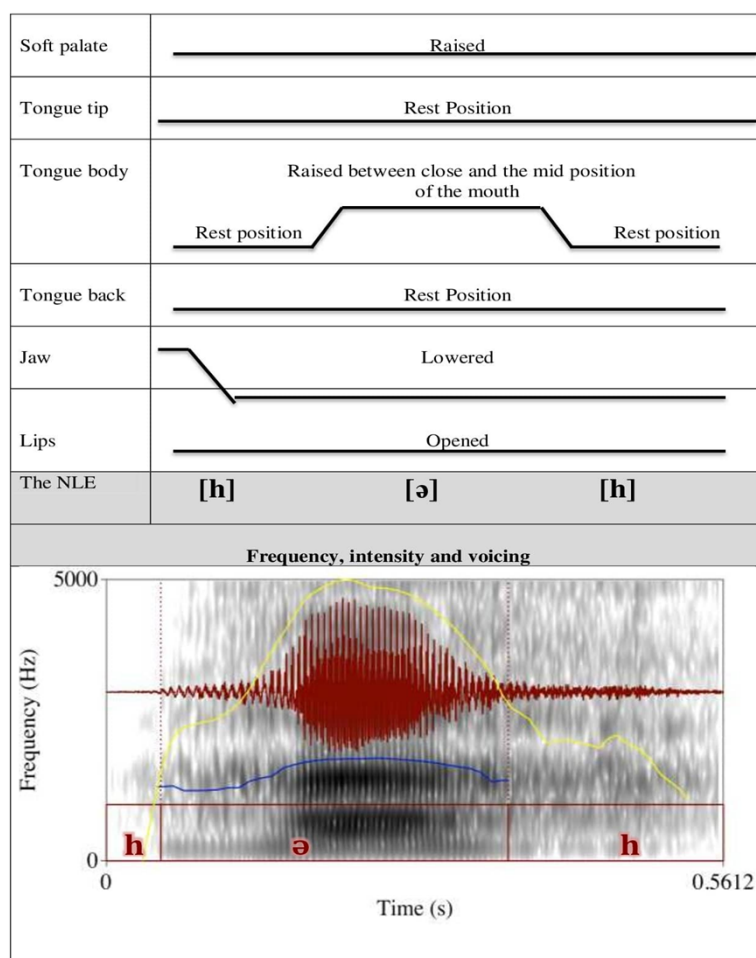 Soft palate Raised
Tongue tip Rest Position
Tongue body Raised between close and the mid position
of the mouth
Rest position Rest position
Tongue back Rest Position
Jaw Lowered
Lips Opened
The NLE [h] [ə] [h]
Frequency, intensity and voicing
5000
Frequency (Hz)
h ə h
0
0 0.5612
Time (s)